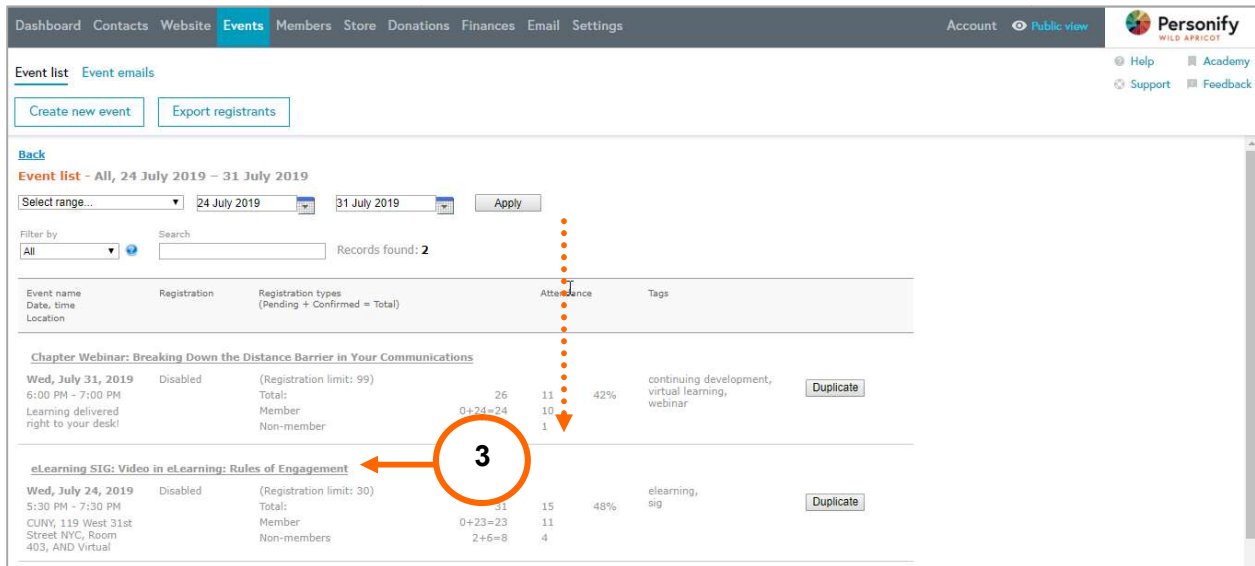 Dashboard Contacts Website Events Members Store Donations Finances Email Settings Account Public view Personify
WILD APRICOT
Event list Event emails
Help Academy
Support Feedback
Create new event Export registrants
Back
Event list - All, 24 July 2019 – 31 July 2019
Select range... 24 July 2019 31 July 2019 Apply
Filter by Search
All Records found: 2
Event name Registration Registration types Attendance Tags
Date, time (Pending + Confirmed = Total)
Location
Chapter Webinar: Breaking Down the Distance Barrier in Your Communications
Wed, July 31, 2019 Disabled (Registration limit: 99) continuing development,
6:00 PM - 7:00 PM Total: 26 11 42% virtual learning, Duplicate
Learning delivered Member 0+24=24 10 webinar
right to your desk! Non-member 1
3
eLearning SIG: Video in eLearning: Rules of Engagement
Wed, July 24, 2019 Disabled (Registration limit: 30) elearning,
5:30 PM - 7:30 PM Total: 31 15 48% sig Duplicate
CUNY, 119 West 31st Member 0+23=23 11
Street NYC, Room Non-members 2+6=8 4
403, AND Virtual